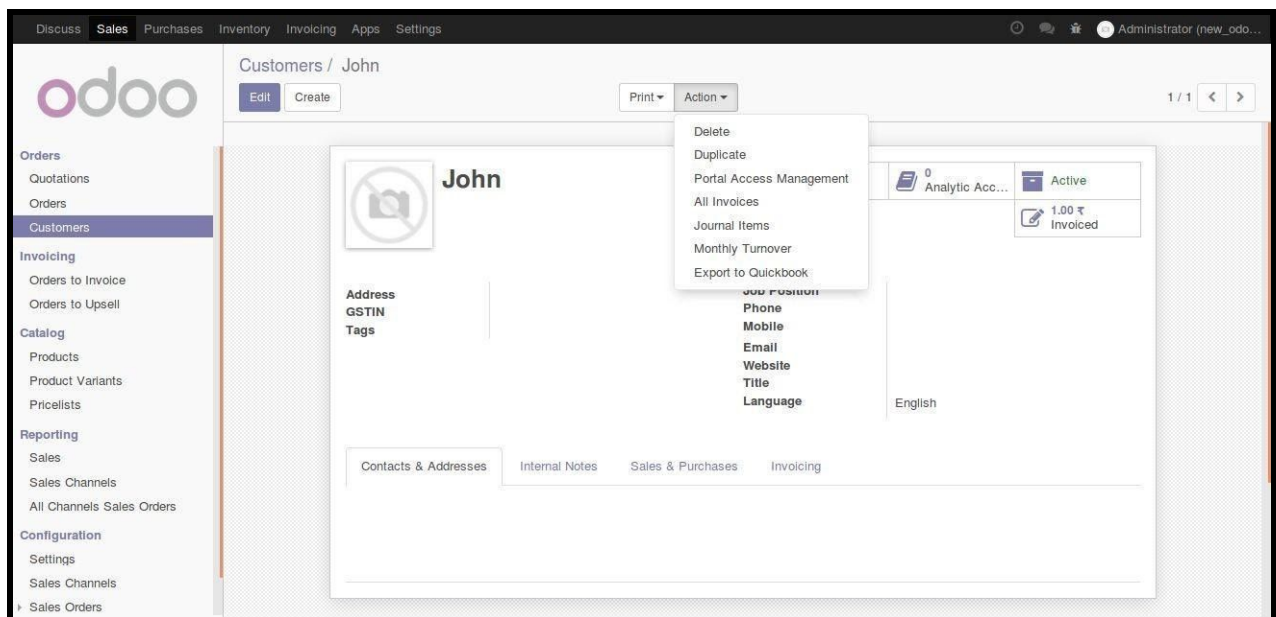 Discuss Sales Purchases Inventory Invoicing Apps Settings Administrator (new_odo...
odoo
Customers / John
Edit Create Print Action 1 / 1
Delete
Duplicate
Portal Access Management
All Invoices
Journal Items
Monthly Turnover
Export to Quickbook
Orders
Quotations
Orders
Customers
Invoicing
Orders to Invoice
Orders to Upsell
Catalog
Products
Product Variants
Pricelists
Reporting
Sales
Sales Channels
All Channels Sales Orders
Configuration
Settings
Sales Channels
Sales Orders
John
0
Analytic Acc...
Active
1.00 ₹
Invoiced
Address
GSTIN
Tags
Job Position
Phone
Mobile
Email
Website
Title
Language English
Contacts & Addresses Internal Notes Sales & Purchases Invoicing